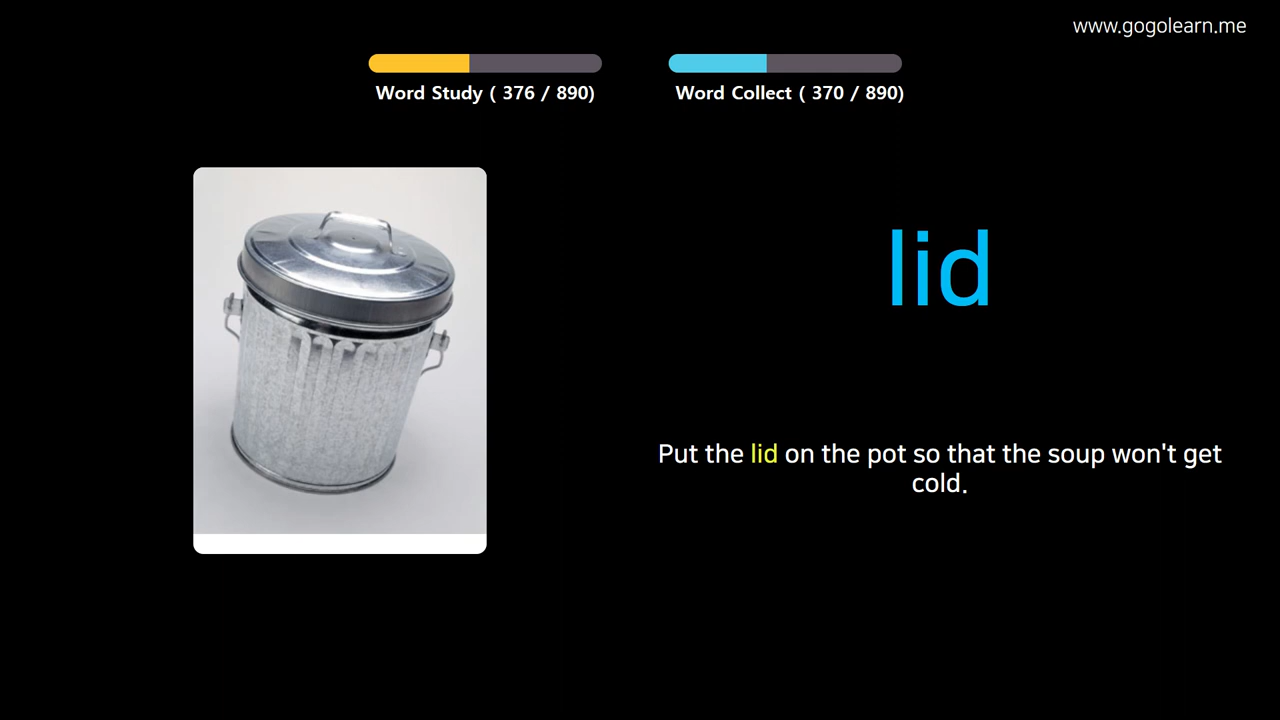 www.gogolearn.me
Word Study ( 376 / 890)
Word Collect ( 370 / 890)
lid
Put the lid on the pot so that the soup won't get
cold.